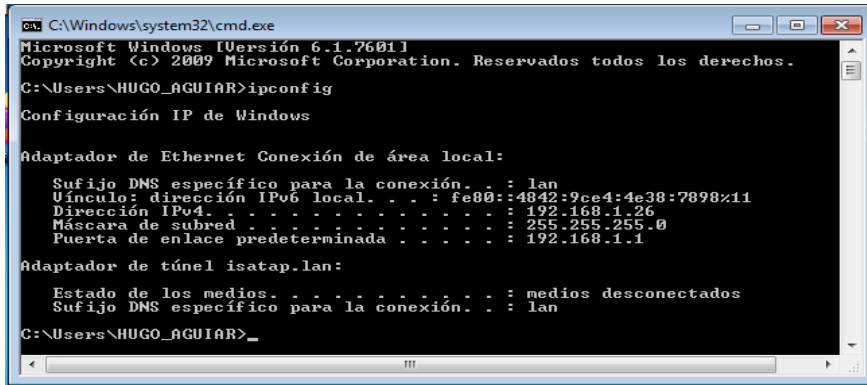 C:\Windows\system32\cmd.exe
Microsoft Windows [Versión 6.1.7601]
Copyright (c) 2009 Microsoft Corporation. Reservados todos los derechos.
C:\Users\HUGO_AGUIAR>ipconfig
Configuración IP de Windows
Adaptador de Ethernet Conexión de área local:
Sufijo DNS específico para la conexión. . : lan
Vínculo: dirección IPv6 local. . . : fe80::4842:9ce4:4e38:7898%11
Dirección IPv4. . . . . . . . . . . . . . : 192.168.1.26
Máscara de subred . . . . . . . . . . . . : 255.255.255.0
Puerta de enlace predeterminada . . . . . : 192.168.1.1
Adaptador de túnel isatap.lan:
Estado de los medios. . . . . . . . . . . : medios desconectados
Sufijo DNS específico para la conexión. . : lan
C:\Users\HUGO_AGUIAR>_